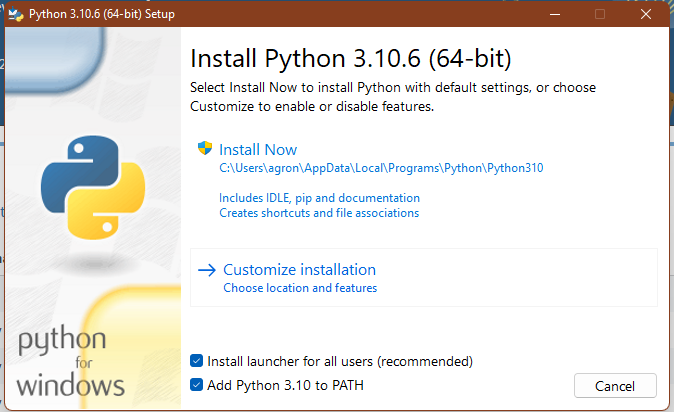 Python 3.10.6 (64-bit) Setup
Install Python 3.10.6 (64-bit)
Select Install Now to install Python with default settings, or choose
Customize to enable or disable features.
Install Now
C:\Users\agron\AppData\Local\Programs\Python\Python310
Includes IDLE, pip and documentation
Creates shortcuts and file associations
Customize installation
Choose location and features
python
for
windows
Install launcher for all users (recommended)
Add Python 3.10 to PATH
Cancel